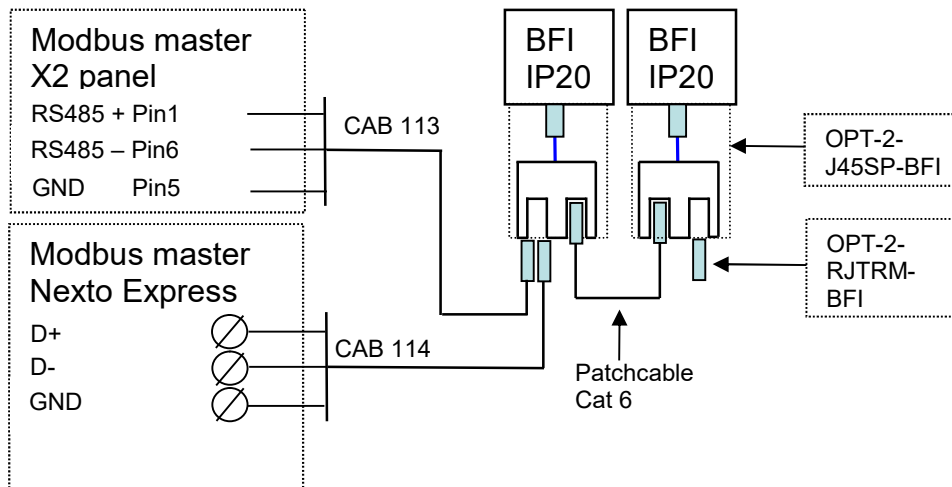 Modbus master
X2 panel
RS485 + Pin1
RS485 – Pin6
GND Pin5
CAB 113
Modbus master
Nexto Express
D+
D-
GND
CAB 114
BFI
IP20
BFI
IP20
OPT-2-
J45SP-BFI
OPT-2-
RJTRM-
BFI
Patchcable
Cat 6